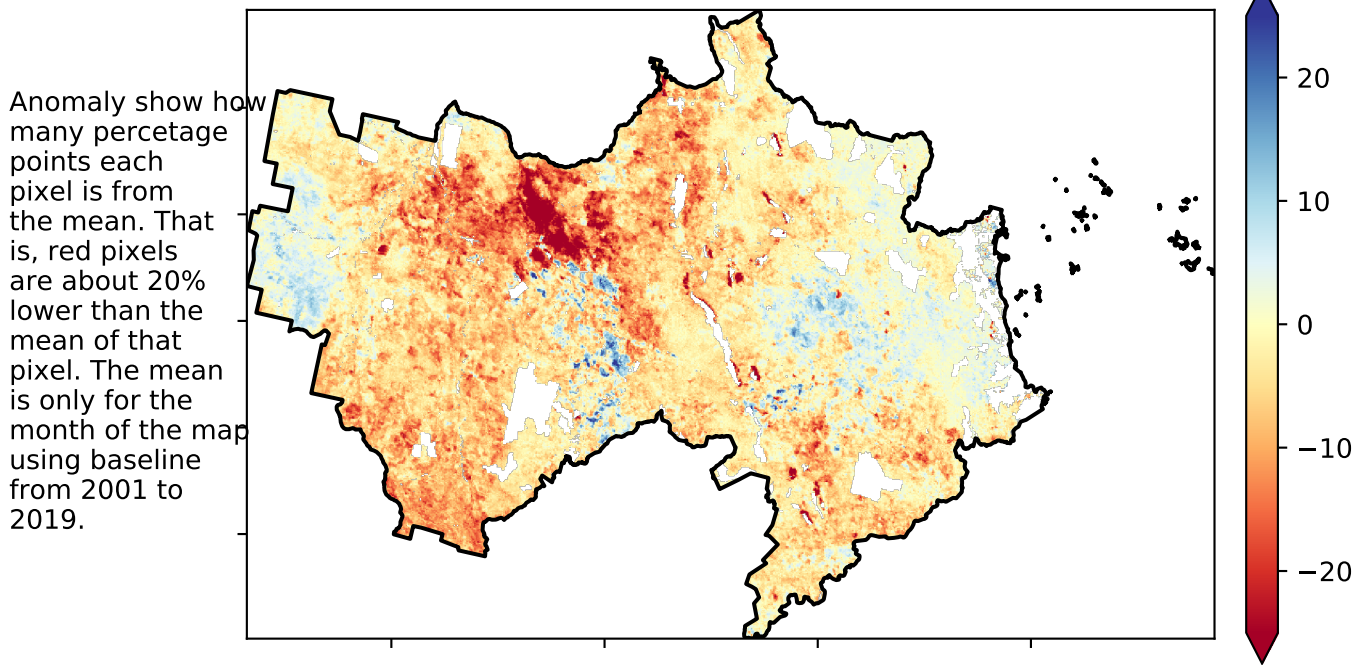 Anomaly show how
many percetage
points each
pixel is from
the mean. That
is, red pixels
are about 20%
lower than the
mean of that
pixel. The mean
is only for the
month of the map
using baseline
from 2001 to
2019.
20
10
0
−10
−20